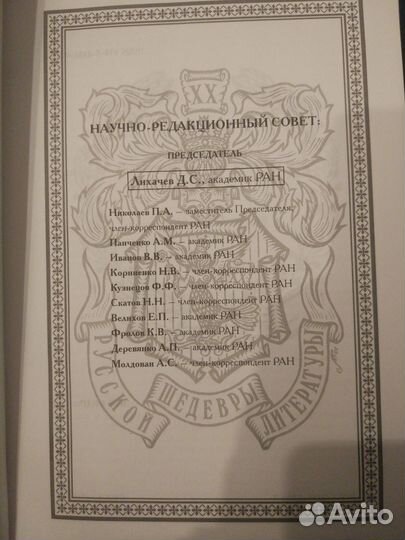 XX
НАУЧНО-РЕДАКЦИОННЫЙ СОВЕТ:
ПРЕДСЕДАТЕЛЬ
Лихачев Д.С., академик РАН
Николаев П.А. – заместитель Председателя,
член-корреспондент РАН
Панченко А.М. – академик РАН
Иванов В.В. – академик РАН
Корниенко Н.В. – член-корреспондент РАН
Кузнецов Ф.Ф. – член-корреспондент РАН
Скатов Н.Н. – член-корреспондент РАН
Велихов Е.П. – академик РАН
Фролов К.В. – академик РАН
Деревянко А.П. – академик РАН
Молдован А.С. – член-корреспондент РАН
ШЕДЕВРЫ
РУССКОЙ
ЛИТЕРАТУРЫ
Avito